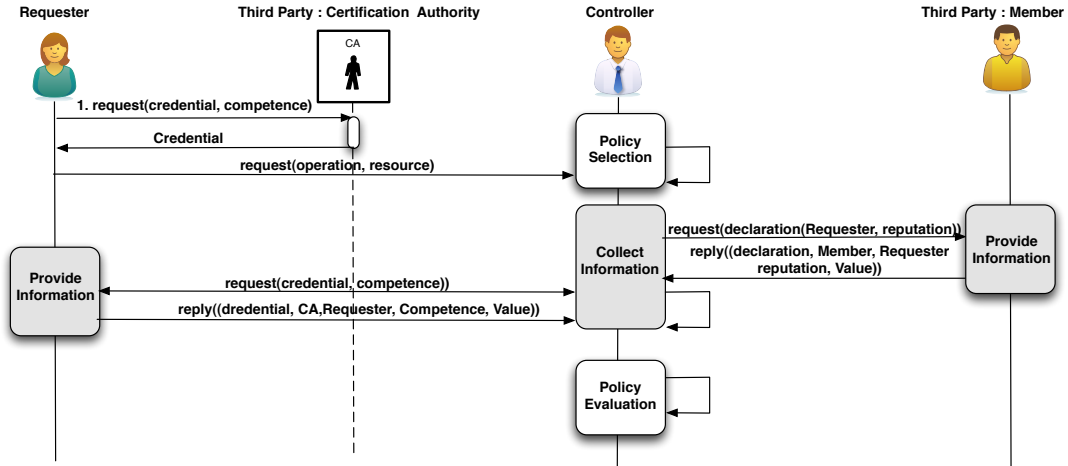 Requester
Third Party : Certification Authority
Controller
Third Party : Member
CA
1. request(credential, competence)
Credential
request(operation, resource)
Policy
Selection
request(declaration(Requester, reputation))
reply((declaration, Member, Requester
reputation, Value))
Collect
Information
Provide
Information
Provide
Information
request(credential, competence))
reply((dredential, CA,Requester, Competence, Value))
Policy
Evaluation